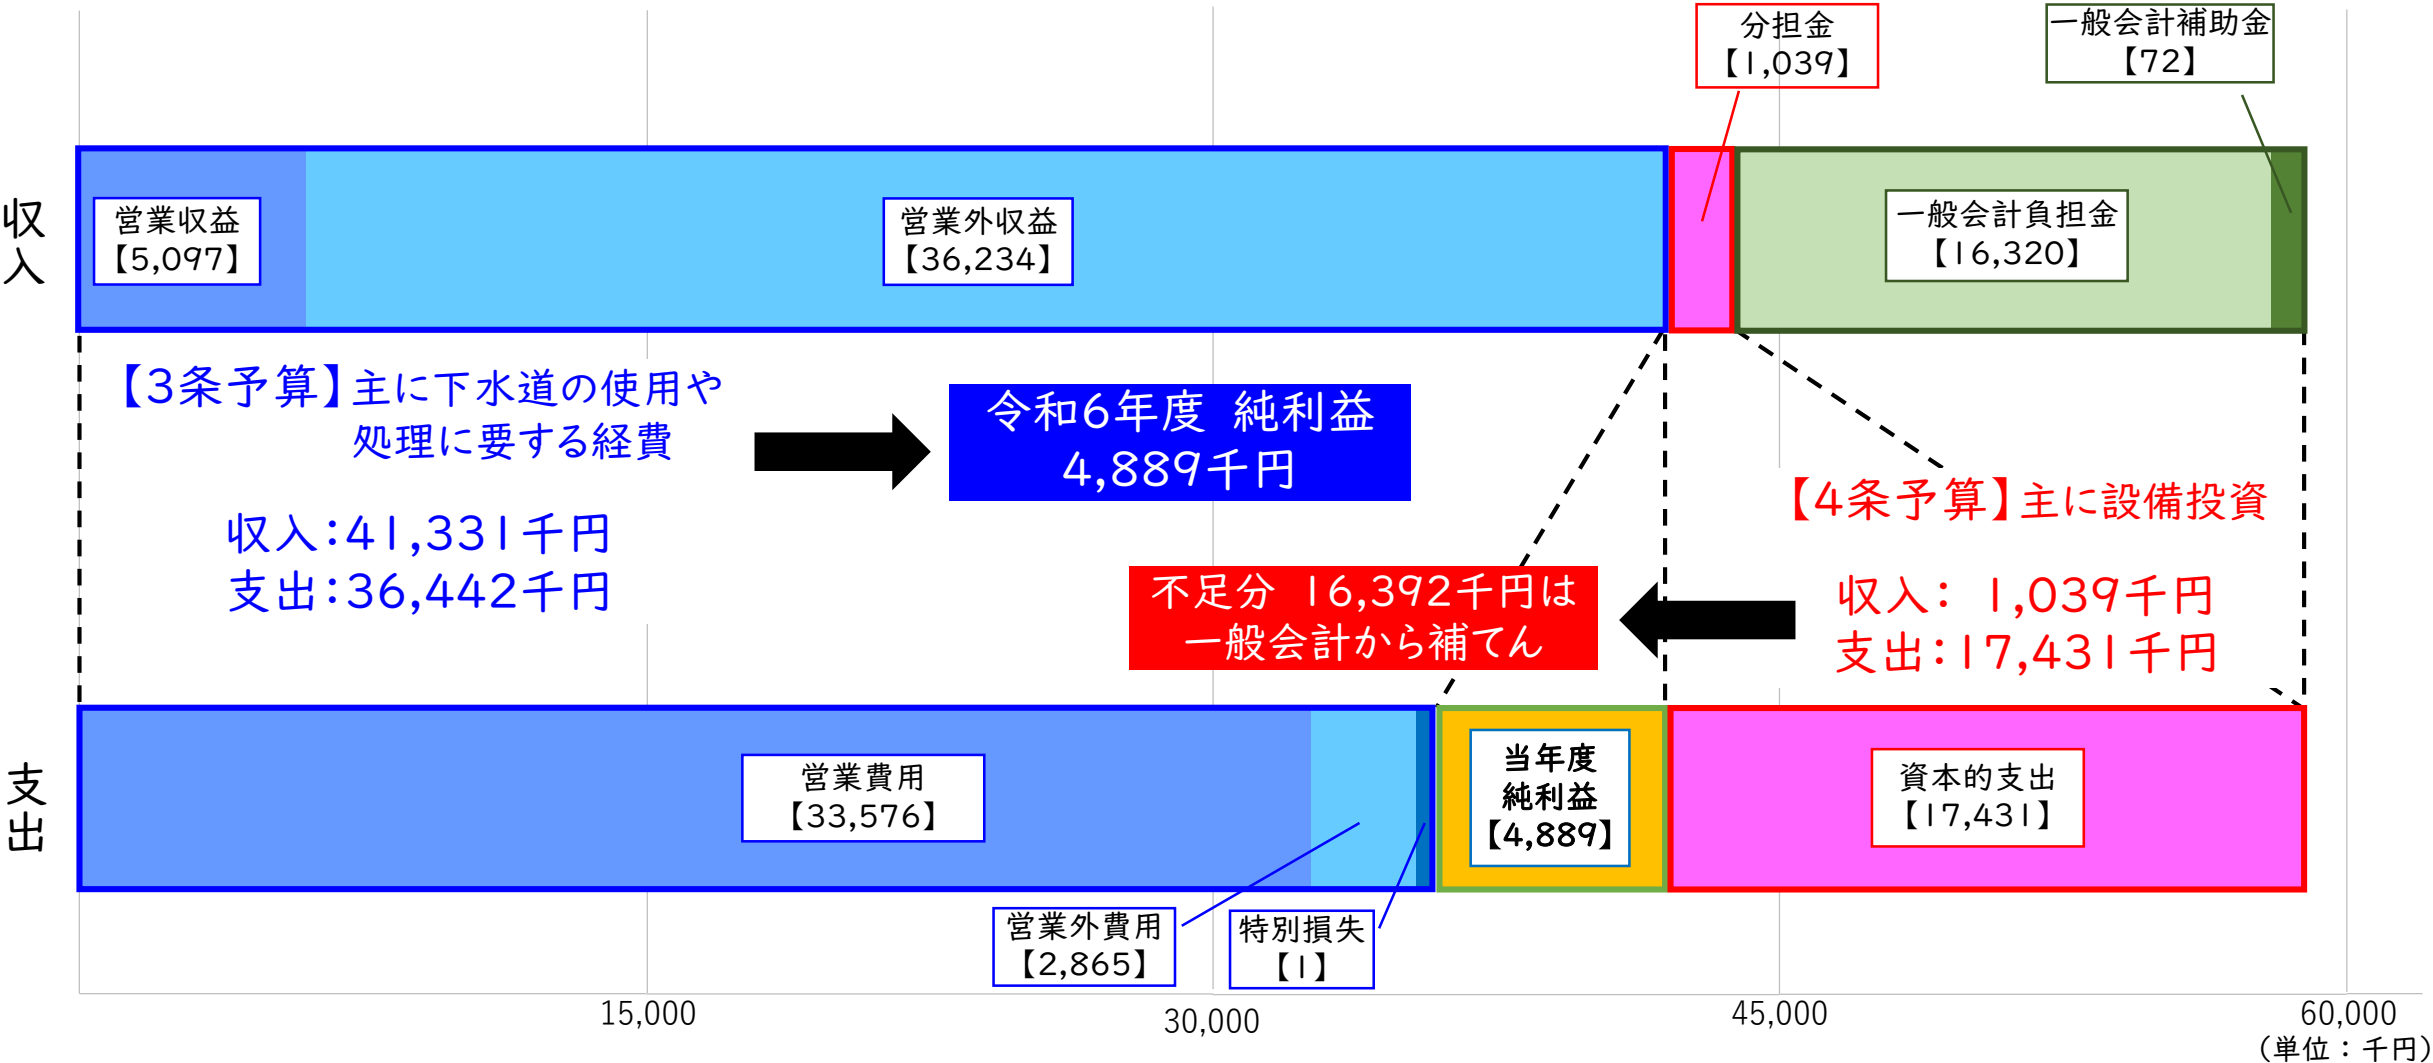 分担金
【1,039】
一般会計補助金
【72】
収入
営業収益
【5,097】
営業外収益
【36,234】
一般会計負担金
【16,320】
【3条予算】主に下水道の使用や
処理に要する経費
収入：41,331千円
支出：36,442千円
令和6年度 純利益
4,889千円
【4条予算】主に設備投資
収入： 1,039千円
支出：17,431千円
不足分 16,392千円は
一般会計から補てん
支出
営業費用
【33,576】
当年度
純利益
【4,889】
資本的支出
【17,431】
営業外費用
【2,865】
特別損失
【1】
15,000
30,000
45,000
60,000
（単位：千円）